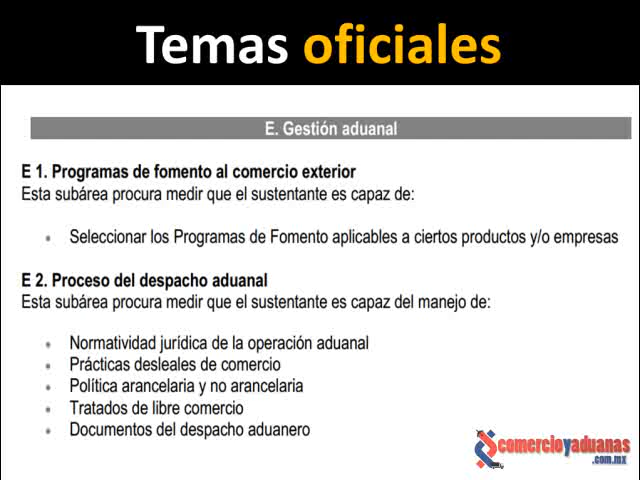 Temas oficiales
E. Gestión aduanal
E 1. Programas de fomento al comercio exterior
Esta subárea procura medir que el sustentante es capaz de:
• Seleccionar los Programas de Fomento aplicables a ciertos productos y/o empresas
E 2. Proceso del despacho aduanal
Esta subárea procura medir que el sustentante es capaz del manejo de:
• Normatividad jurídica de la operación aduanal
• Prácticas desleales de comercio
• Política arancelaria y no arancelaria
• Tratados de libre comercio
• Documentos del despacho aduanero
comercioyaduanas
.com.mx